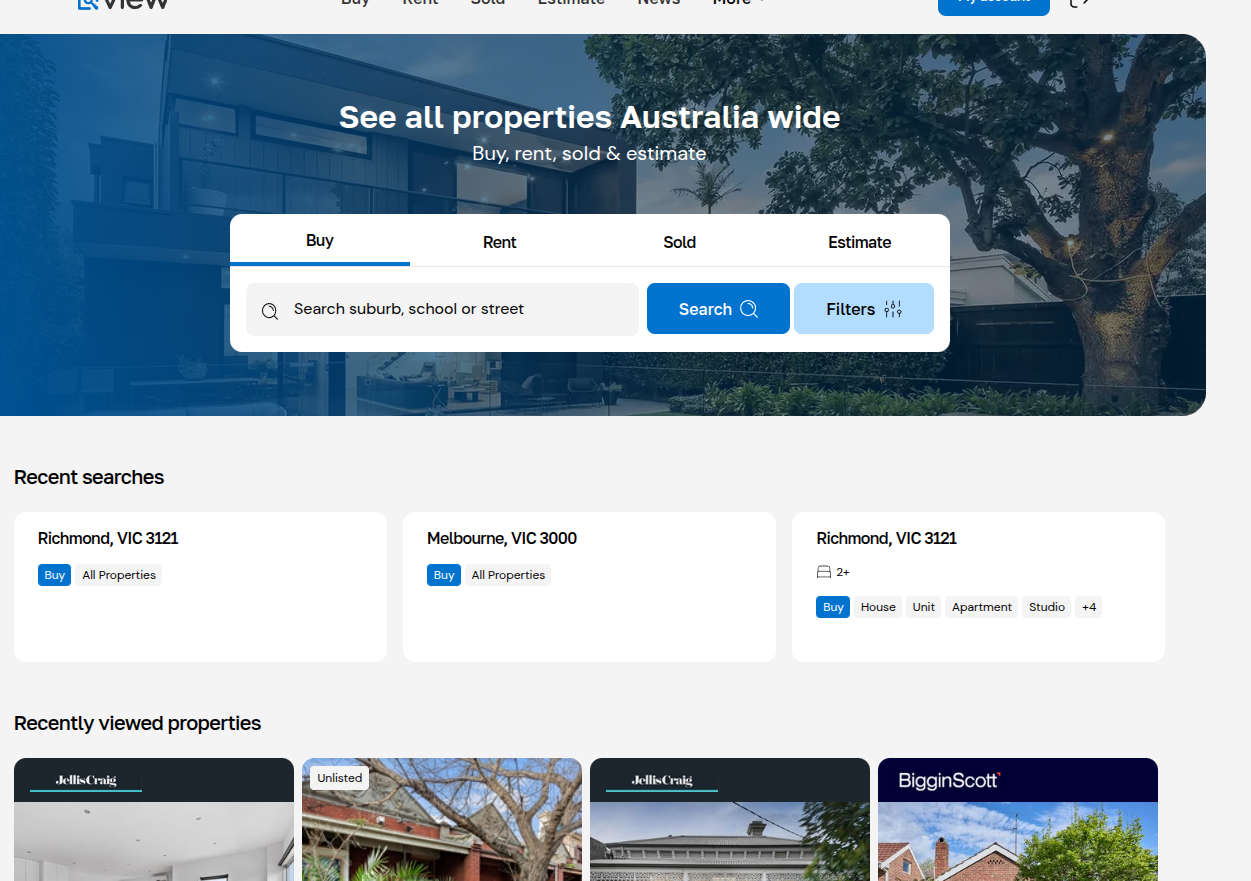 view
Buy Rent Sold Estimate News More
My account
See all properties Australia wide
Buy, rent, sold & estimate
Buy Rent Sold Estimate
Search suburb, school or street
Search Filters
Recent searches
Richmond, VIC 3121
Buy All Properties
Melbourne, VIC 3000
Buy All Properties
Richmond, VIC 3121
2+
Buy House Unit Apartment Studio +4
Recently viewed properties
JellisCraig
Unlisted
JellisCraig
BigginScott